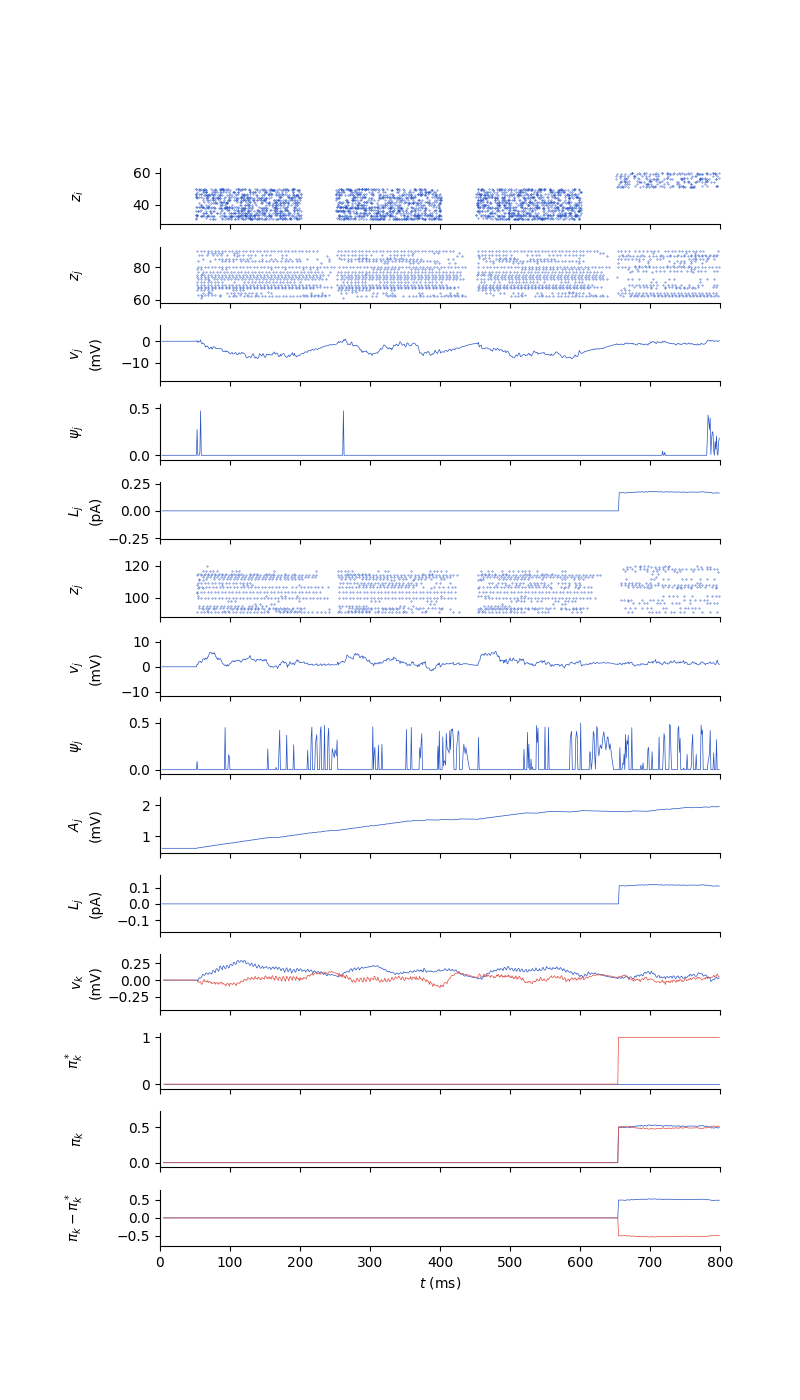 60
40
z_i
80
60
z_j
0
−10
v_j
(mV)
0.5
0.0
ψ_j
0.25
0.00
−0.25
L_j
(pA)
120
100
z_j
10
0
−10
v_j
(mV)
0.5
0.0
ψ_j
2
1
A_j
(mV)
0.1
0.0
−0.1
L_j
(pA)
0.25
0.00
−0.25
v_k
(mV)
1
0
π_k^*
0.5
0.0
π_k
0.5
0.0
−0.5
π_k − π_k^*
0 100 200 300 400 500 600 700 800
t (ms)